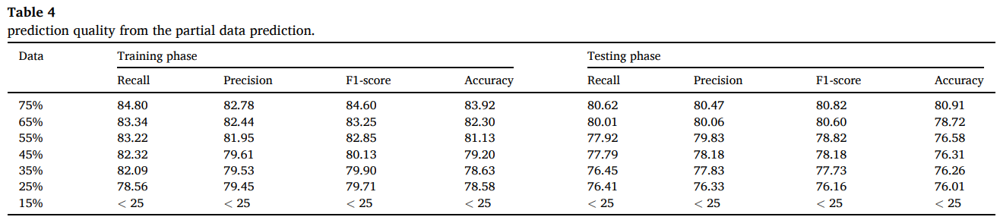 Table 4
prediction quality from the partial data prediction.
Data Training phase Testing phase
Recall Precision F1-score Accuracy Recall Precision F1-score Accuracy
75% 84.80 82.78 84.60 83.92 80.62 80.47 80.82 80.91
65% 83.34 82.44 83.25 82.30 80.01 80.06 80.60 78.72
55% 83.22 81.95 82.85 81.13 77.92 79.83 78.82 76.58
45% 82.32 79.61 80.13 79.20 77.79 78.18 78.18 76.31
35% 82.09 79.53 79.90 78.63 76.45 77.83 77.73 76.26
25% 78.56 79.45 79.71 78.58 76.41 76.33 76.16 76.01
15% < 25 < 25 < 25 < 25 < 25 < 25 < 25 < 25